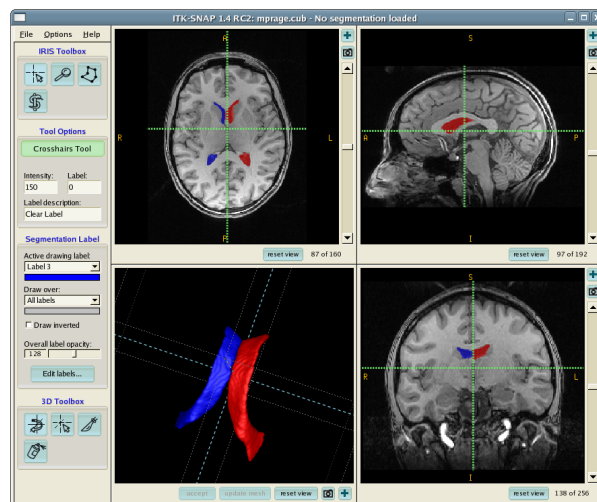 ITK-SNAP 1.4 RC2: mprage.cub - No segmentation loaded
File Options Help
IRIS Toolbox
Tool Options
Crosshairs Tool
Intensity: Label:
150 0
Label description:
Clear Label
Segmentation Label
Active drawing label:
Label 3
Draw over:
All labels
Draw inverted
Overall label opacity:
128
Edit labels...
3D Toolbox
A
R L
P
reset view 87 of 160
S
A P
I
reset view 97 of 192
accept update mesh reset view
S
R L
I
reset view 138 of 256